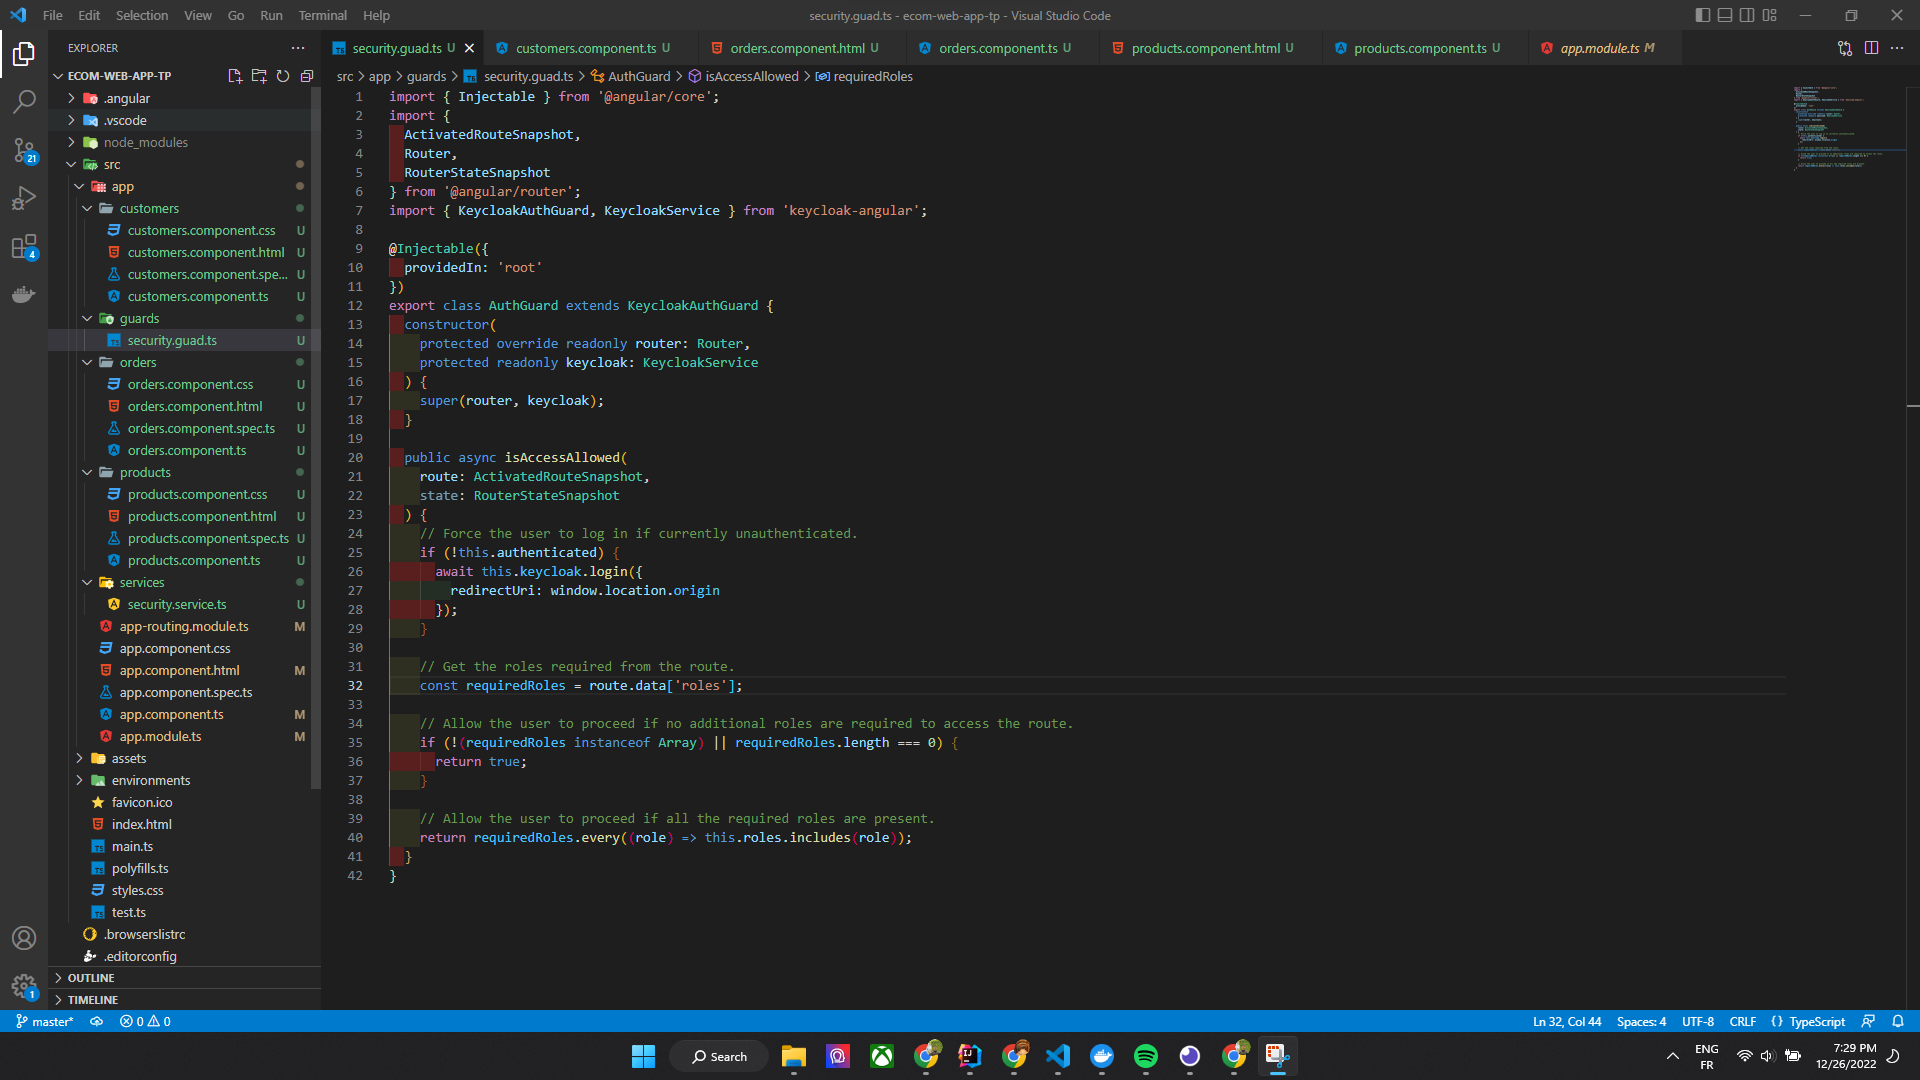 File Edit Selection View Go Run Terminal Help
security.guad.ts - ecom-web-app-tp - Visual Studio Code
EXPLORER
ECOM-WEB-APP-TP
.angular
.vscode
node_modules
src
app
customers
customers.component.css U
customers.component.html U
customers.component.spe... U
customers.component.ts U
guards
security.guad.ts U
orders
orders.component.css U
orders.component.html U
orders.component.spec.ts U
orders.component.ts U
products
products.component.css U
products.component.html U
products.component.spec.ts U
products.component.ts U
services
security.service.ts U
app-routing.module.ts M
app.component.css
app.component.html M
app.component.spec.ts
app.component.ts M
app.module.ts M
assets
environments
favicon.ico
index.html
main.ts
polyfills.ts
styles.css
test.ts
.browserslistrc
.editorconfig
OUTLINE
TIMELINE
21
4
1
security.guad.ts U customers.component.ts U orders.component.html U orders.component.ts U products.component.html U products.component.ts U app.module.ts M
src > app > guards > security.guad.ts > AuthGuard > isAccessAllowed > requiredRoles
1 import { Injectable } from '@angular/core';
2 import {
3 ActivatedRouteSnapshot,
4 Router,
5 RouterStateSnapshot
6 } from '@angular/router';
7 import { KeycloakAuthGuard, KeycloakService } from 'keycloak-angular';
8
9 @Injectable({
10 providedIn: 'root'
11 })
12 export class AuthGuard extends KeycloakAuthGuard {
13 constructor(
14 protected override readonly router: Router,
15 protected readonly keycloak: KeycloakService
16 ) {
17 super(router, keycloak);
18 }
19
20 public async isAccessAllowed(
21 route: ActivatedRouteSnapshot,
22 state: RouterStateSnapshot
23 ) {
24 // Force the user to log in if currently unauthenticated.
25 if (!this.authenticated) {
26 await this.keycloak.login({
27 redirectUri: window.location.origin
28 });
29 }
30
31 // Get the roles required from the route.
32 const requiredRoles = route.data['roles'];
33
34 // Allow the user to proceed if no additional roles are required to access the route.
35 if (!(requiredRoles instanceof Array) || requiredRoles.length === 0) {
36 return true;
37 }
38
39 // Allow the user to proceed if all the required roles are present.
40 return requiredRoles.every((role) => this.roles.includes(role));
41 }
42 }
master* 0 0
Ln 32, Col 44 Spaces: 4 UTF-8 CRLF {} TypeScript
Search
ENG
FR
7:29 PM
12/26/2022